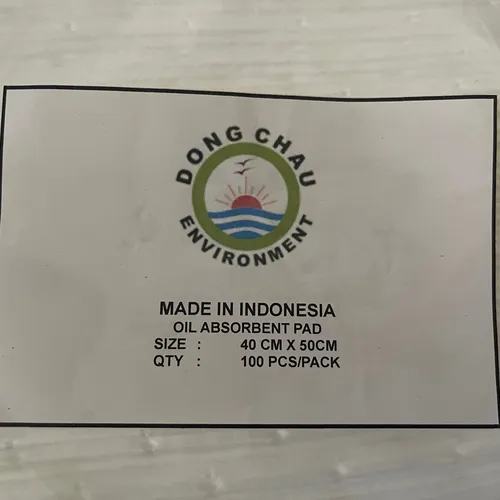 DONG CHAU
ENVIRONMENT
MADE IN INDONESIA
OIL ABSORBENT PAD
SIZE : 40 CM X 50CM
QTY : 100 PCS/PACK